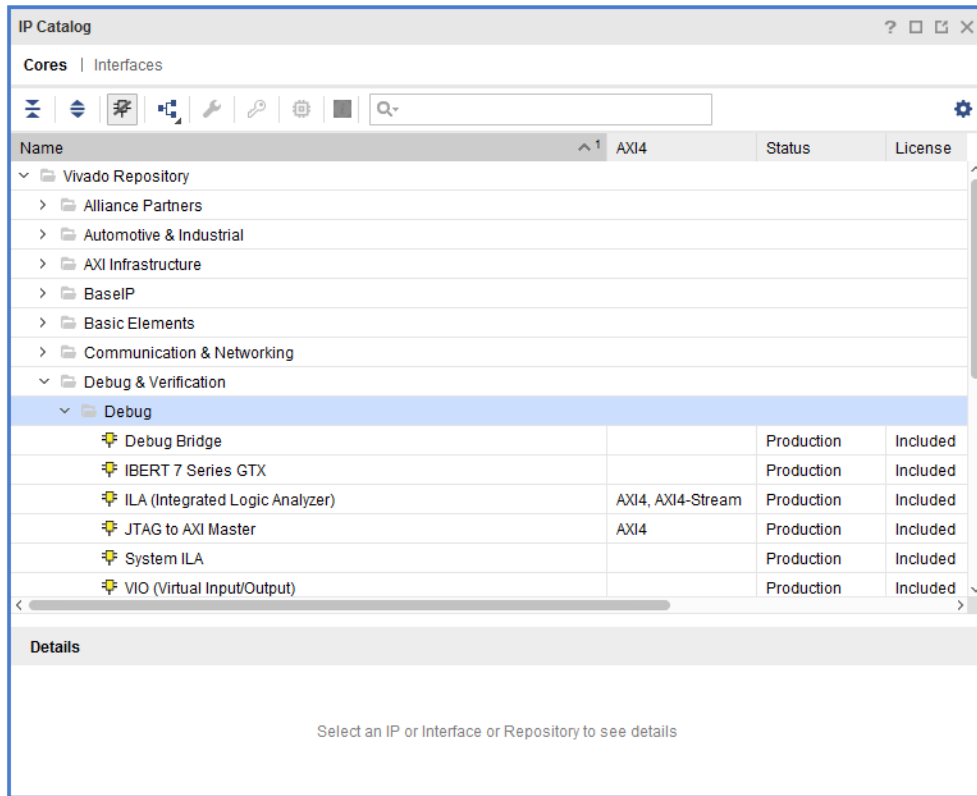 IP Catalog
Cores | Interfaces
Name 1 AXI4 Status License
Vivado Repository
Alliance Partners
Automotive & Industrial
AXI Infrastructure
BaseIP
Basic Elements
Communication & Networking
Debug & Verification
Debug
Debug Bridge Production Included
IBERT 7 Series GTX Production Included
ILA (Integrated Logic Analyzer) AXI4, AXI4-Stream Production Included
JTAG to AXI Master AXI4 Production Included
System ILA Production Included
VIO (Virtual Input/Output) Production Included
Details
Select an IP or Interface or Repository to see details